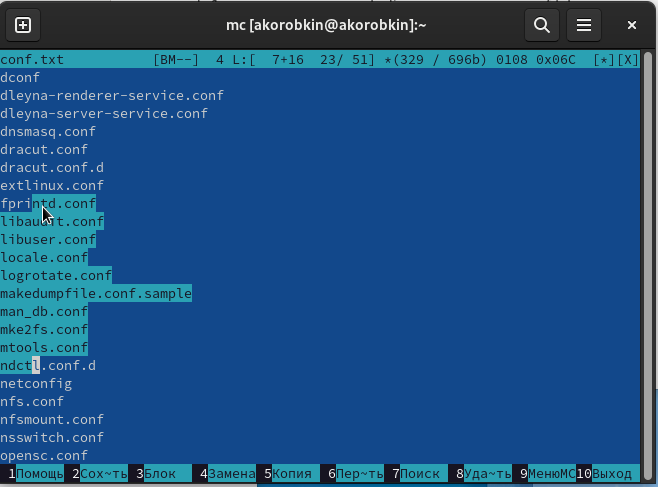 mc [akorobkin@akorobkin]:~
conf.txt [BM--] 4 L:[ 7+16 23/ 51] *(329 / 696b) 0108 0x06C [*][X]
dconf
dleyna-renderer-service.conf
dleyna-server-service.conf
dnsmasq.conf
dracut.conf
dracut.conf.d
extlinux.conf
fprintd.conf
libaudit.conf
libuser.conf
locale.conf
logrotate.conf
makedumpfile.conf.sample
man_db.conf
mke2fs.conf
mtools.conf
ndctl.conf.d
netconfig
nfs.conf
nfsmount.conf
nsswitch.conf
opensc.conf
1Помощь 2Сох~ть 3Блок 4Замена 5Копия 6Пер~ть 7Поиск 8Уда~ть 9МенюMC 10Выход